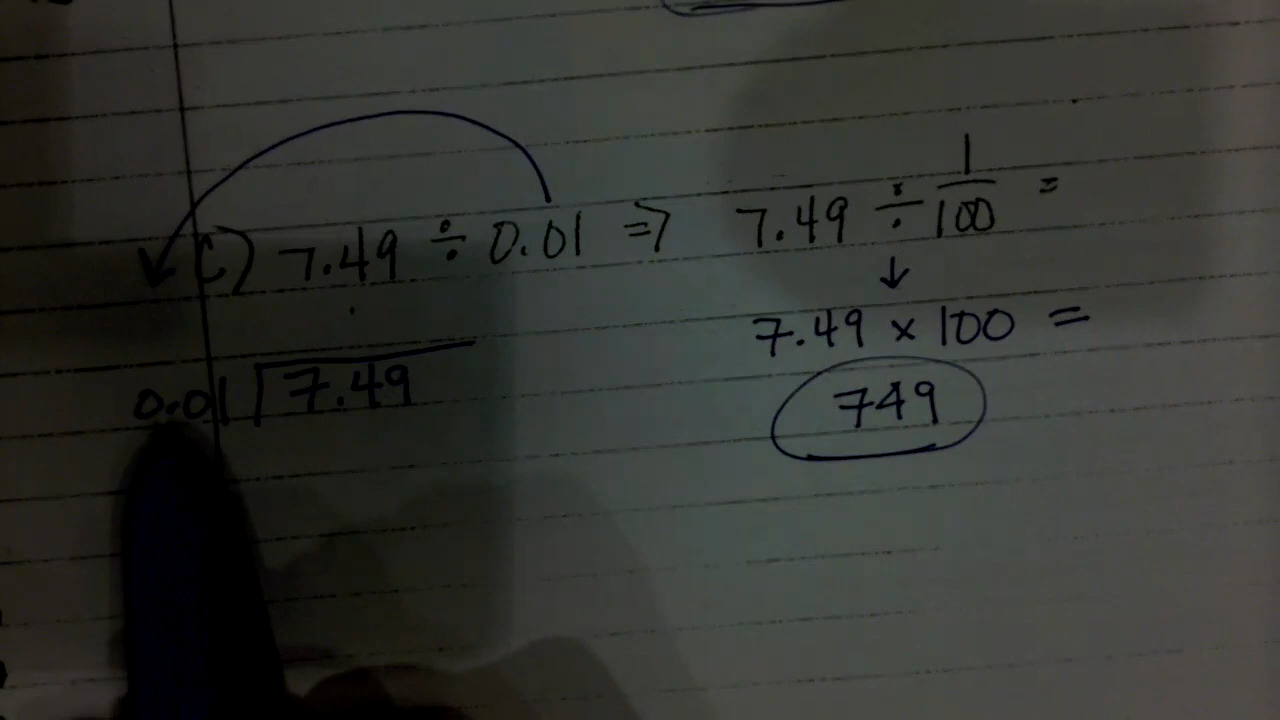 c) 7.49 ÷ 0.01 ⇒ 7.49 ÷ 1/100 =
↓
7.49 × 100 =
0.01 7.49
749